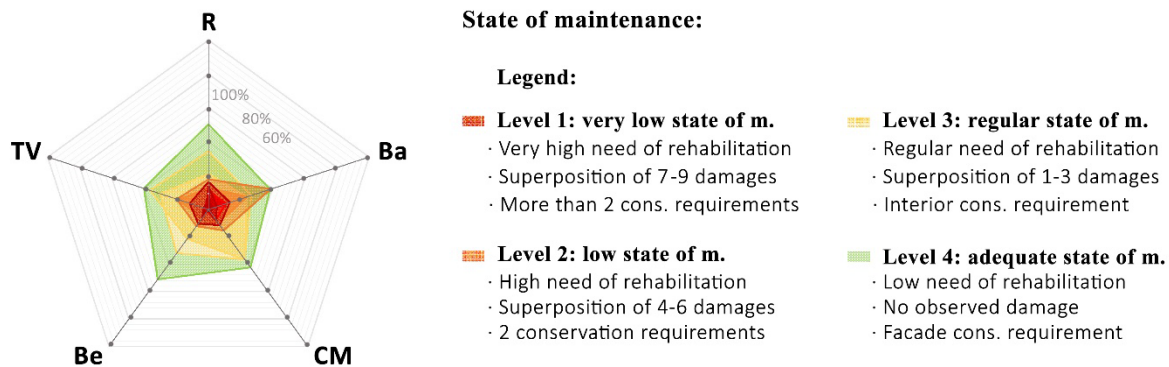 R
100%
80%
60%
TV
Ba
Be
CM
State of maintenance:
Legend:
Level 1: very low state of m.
· Very high need of rehabilitation
· Superposition of 7-9 damages
· More than 2 cons. requirements
Level 2: low state of m.
· High need of rehabilitation
· Superposition of 4-6 damages
· 2 conservation requirements
Level 3: regular state of m.
· Regular need of rehabilitation
· Superposition of 1-3 damages
· Interior cons. requirement
Level 4: adequate state of m.
· Low need of rehabilitation
· No observed damage
· Facade cons. requirement